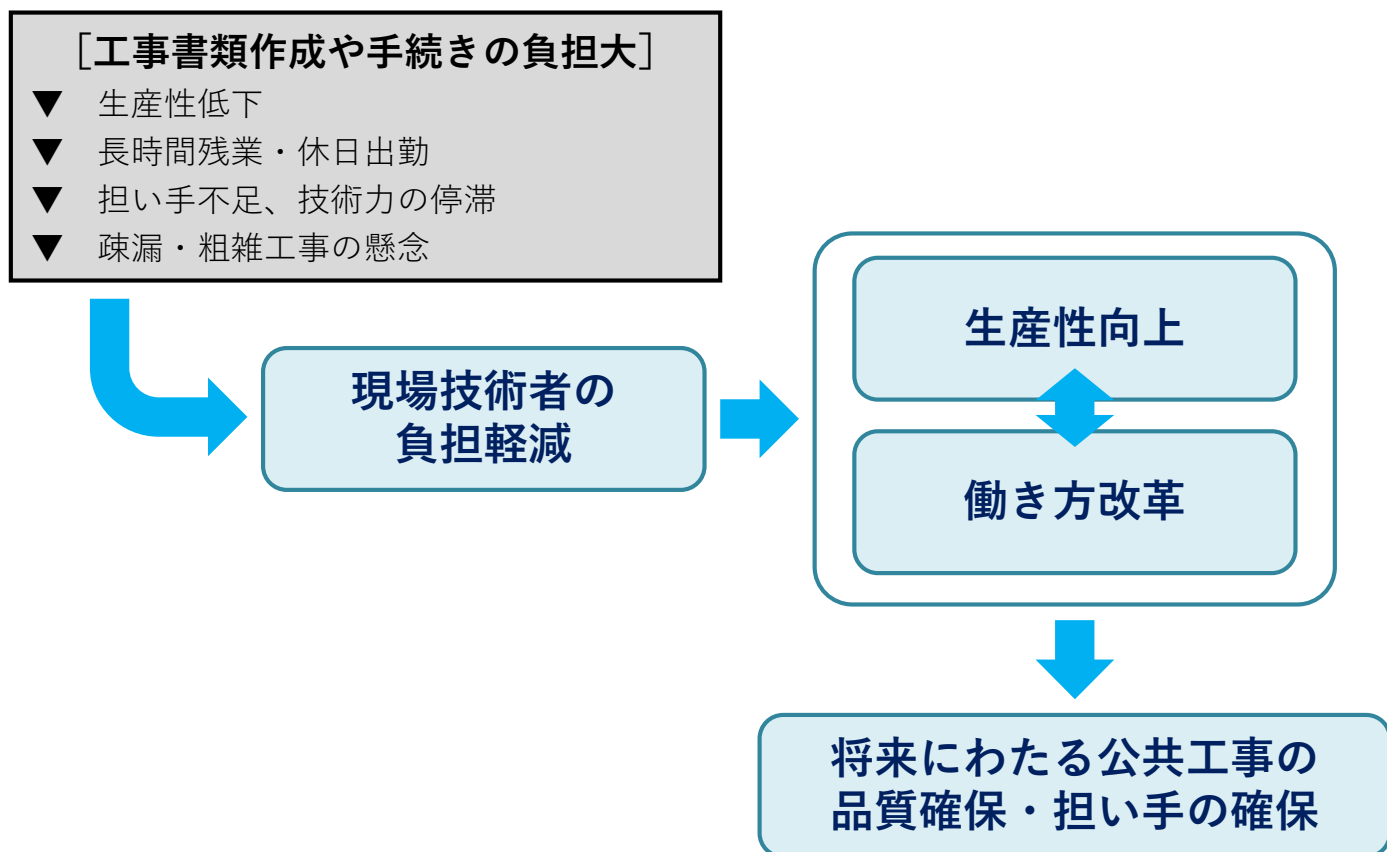 ［工事書類作成や手続きの負担大］
▼ 生産性低下
▼ 長時間残業・休日出勤
▼ 担い手不足、技術力の停滞
▼ 疎漏・粗雑工事の懸念
現場技術者の
負担軽減
生産性向上
働き方改革
将来にわたる公共工事の
品質確保・担い手の確保